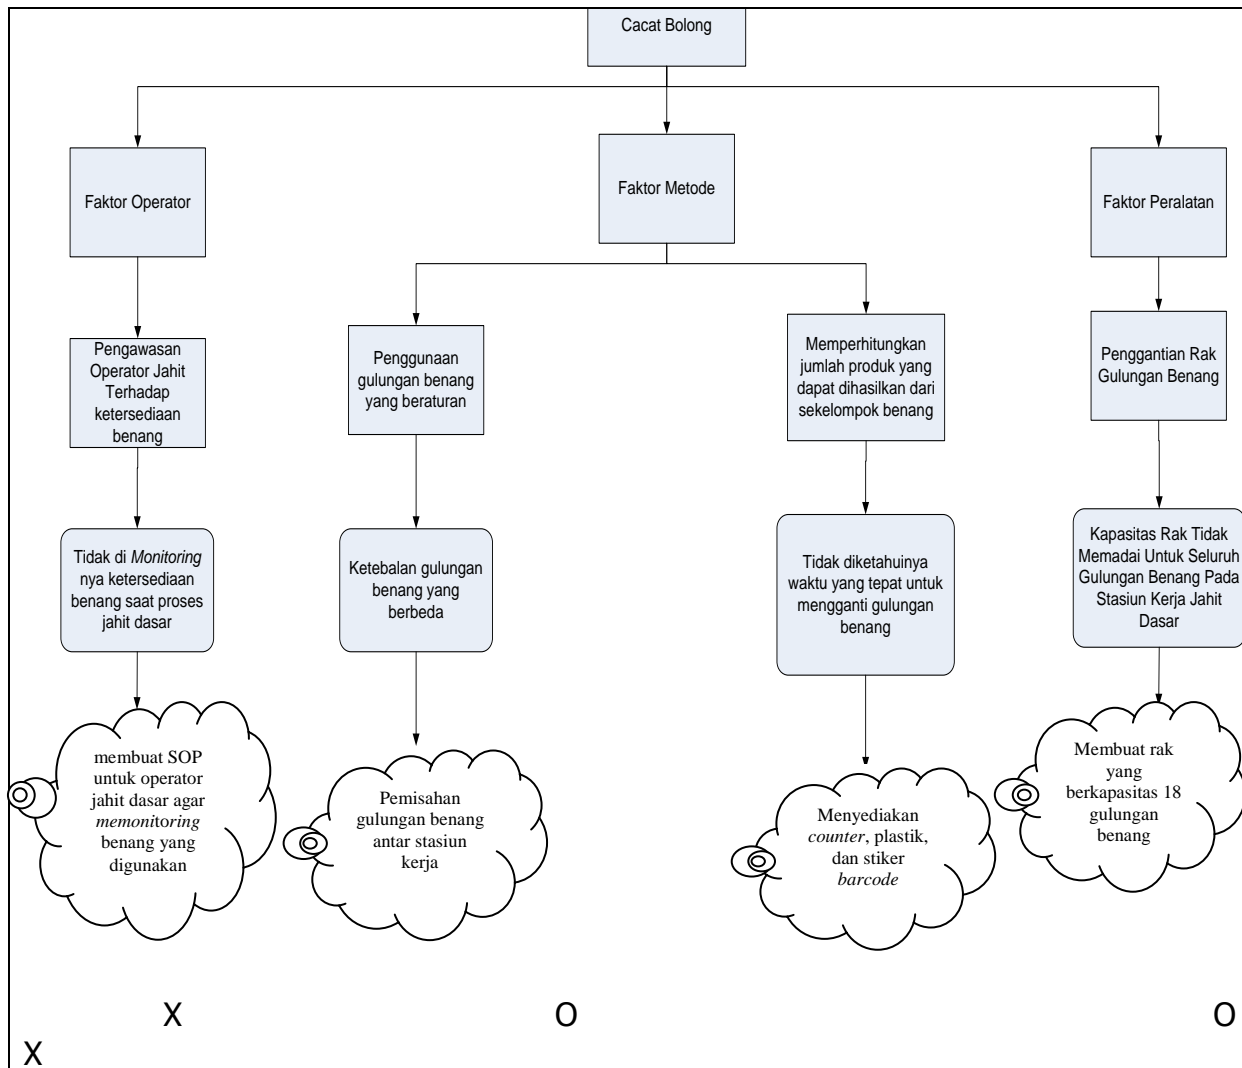 Cacat Bolong
Faktor Operator
Faktor Metode
Faktor Peralatan
Pengawasan
Operator Jahit
Terhadap
ketersediaan
benang
Penggunaan
gulungan benang
yang beraturan
Memperhitungkan
jumlah produk yang
dapat dihasilkan dari
sekelompok benang
Penggantian Rak
Gulungan Benang
Tidak di Monitoring
nya ketersediaan
benang saat proses
jahit dasar
Ketebalan gulungan
benang yang
berbeda
Tidak diketahuinya
waktu yang tepat untuk
mengganti gulungan
benang
Kapasitas Rak Tidak
Memadai Untuk Seluruh
Gulungan Benang Pada
Stasiun Kerja Jahit
Dasar
membuat SOP
untuk operator
jahit dasar agar
memonitoring
benang yang
digunakan
Pemisahan
gulungan benang
antar stasiun
kerja
Menyediakan
counter, plastik,
dan stiker
barcode
Membuat rak
yang
berkapasitas 18
gulungan
benang
X O O
X